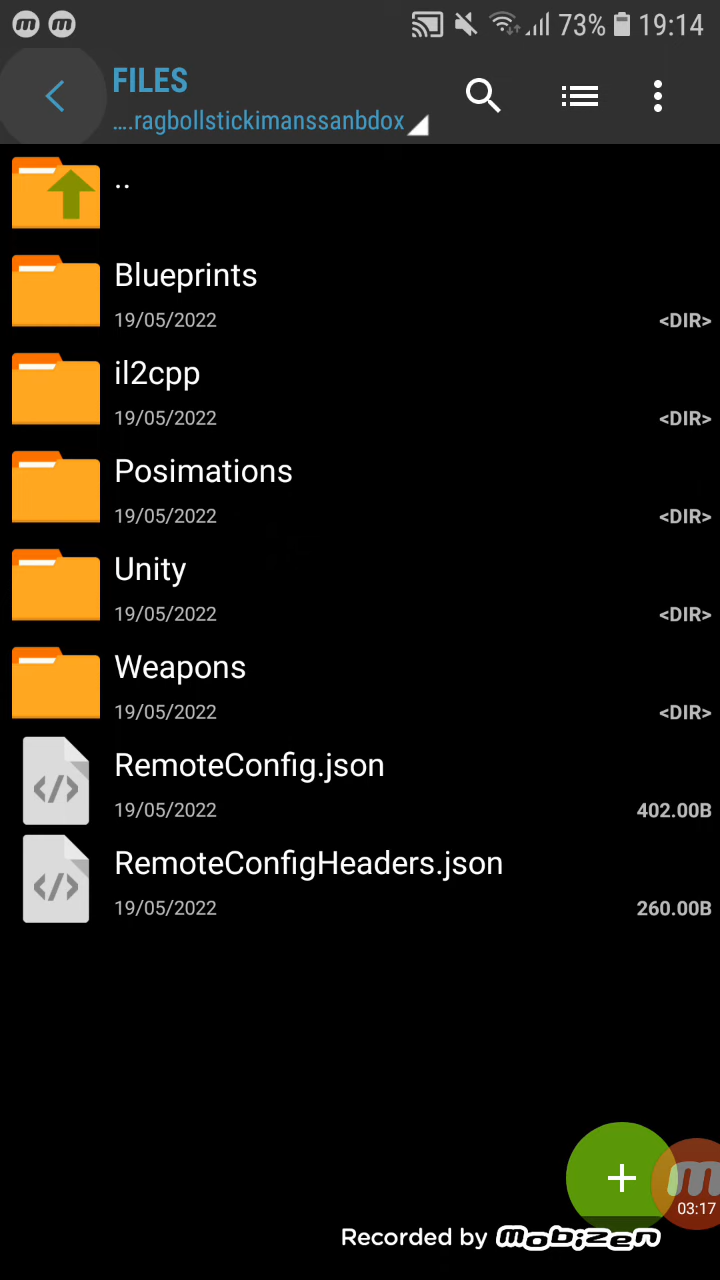 73% 19:14
FILES
....ragbollstickimanssanbdox
..
Blueprints
19/05/2022 <DIR>
il2cpp
19/05/2022 <DIR>
Posimations
19/05/2022 <DIR>
Unity
19/05/2022 <DIR>
Weapons
19/05/2022 <DIR>
RemoteConfig.json
19/05/2022 402.00B
RemoteConfigHeaders.json
19/05/2022 260.00B
03:17
Recorded by mobizen